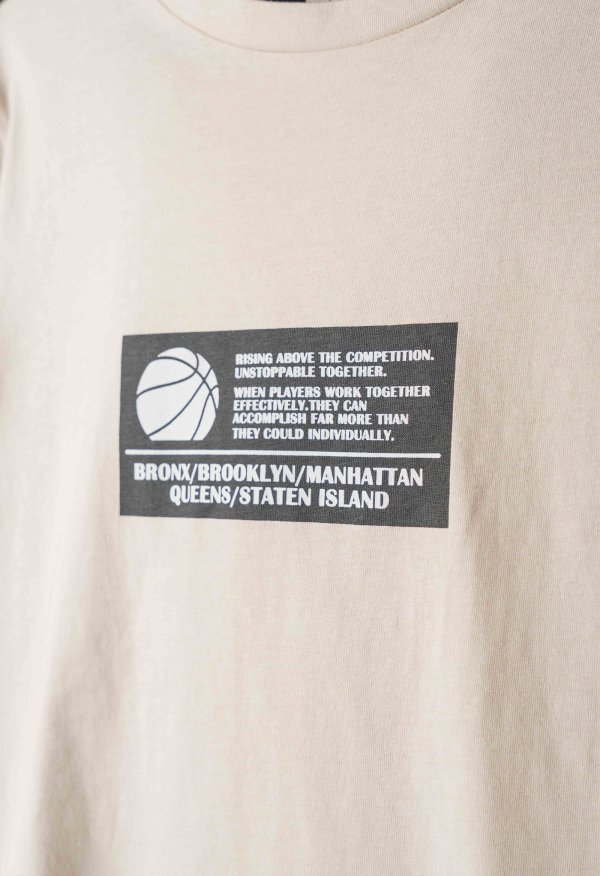 RISING ABOVE THE COMPETITION.
UNSTOPPABLE TOGETHER.
WHEN PLAYERS WORK TOGETHER
EFFECTIVELY.THEY CAN
ACCOMPLISH FAR MORE THAN
THEY COULD INDIVIDUALLY.
BRONX/BROOKLYN/MANHATTAN
QUEENS/STATEN ISLAND